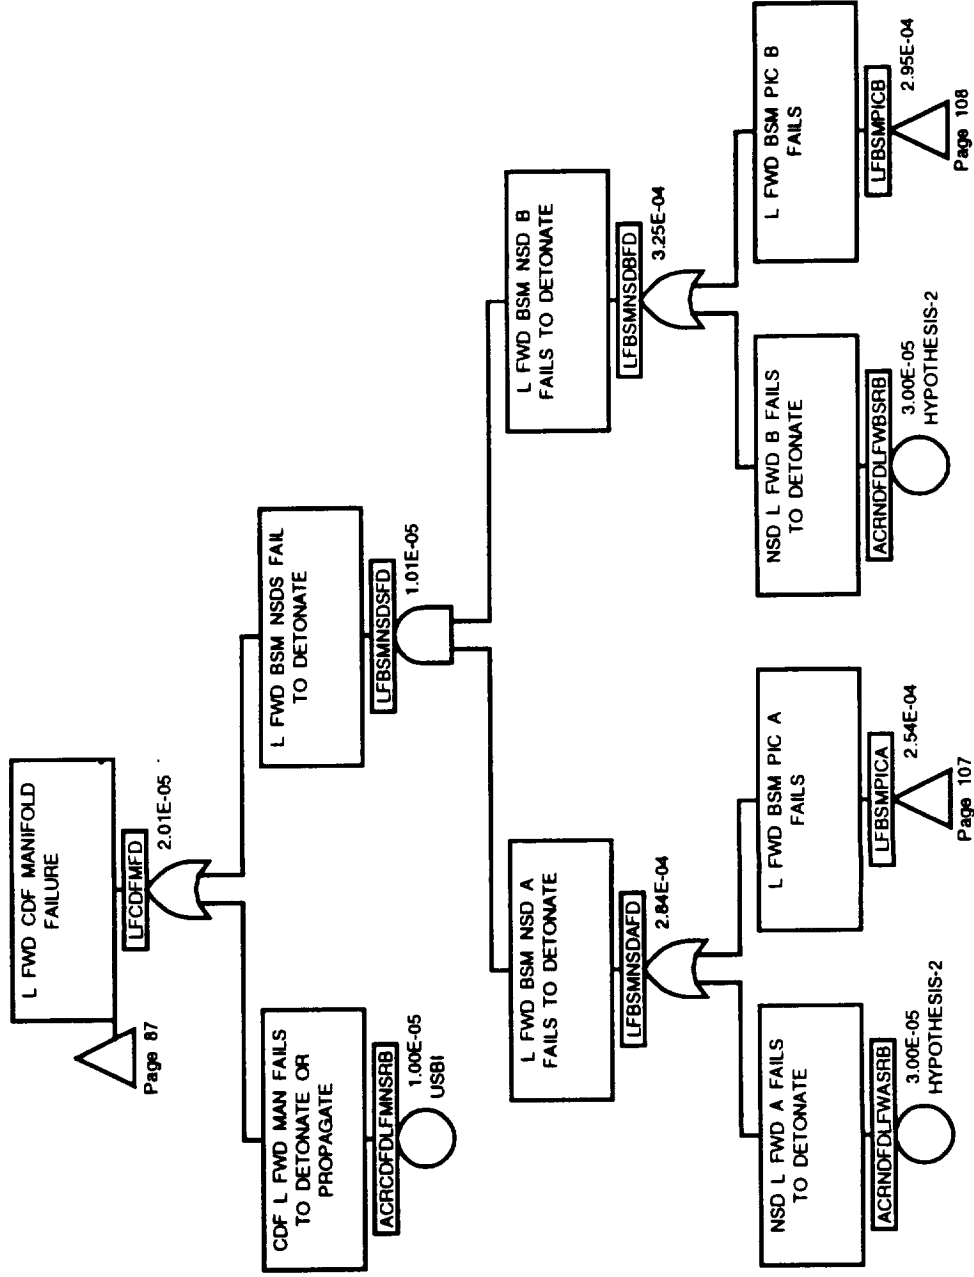 L FWD CDF MANIFOLD
FAILURE
LFCDFMFD
2.01E-05
Page 87
CDF L FWD MAN FAILS
TO DETONATE OR
PROPAGATE
ACRCDFDLFMNSRB
1.00E-05
USBI
L FWD BSM NSDS FAIL
TO DETONATE
LFBSMNSDSFD
1.01E-05
L FWD BSM NSD A
FAILS TO DETONATE
LFBSMNSDAFD
2.84E-04
L FWD BSM NSD B
FAILS TO DETONATE
LFBSMNSDBFD
3.25E-04
NSD L FWD A FAILS
TO DETONATE
ACRNDFDLFWASRB
3.00E-05
HYPOTHESIS-2
L FWD BSM PIC A
FAILS
LFBSMPICA
2.54E-04
Page 107
NSD L FWD B FAILS
TO DETONATE
ACRNDFDLFWBSRB
3.00E-05
HYPOTHESIS-2
L FWD BSM PIC B
FAILS
LFBSMPICB
2.95E-04
Page 108